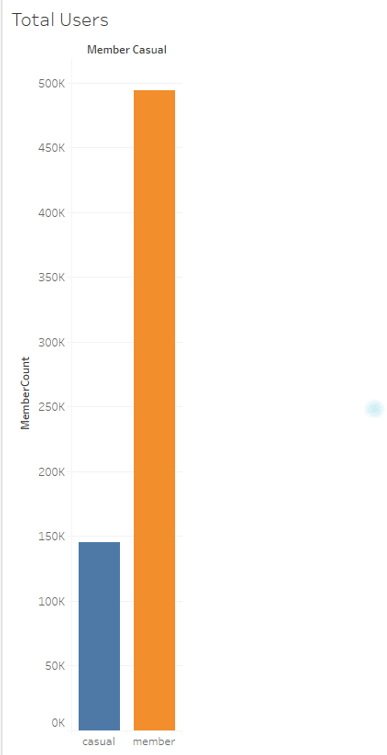 Total Users
Member Casual
500K
450K
400K
350K
300K
MemberCount
250K
200K
150K
100K
50K
0K
casual member